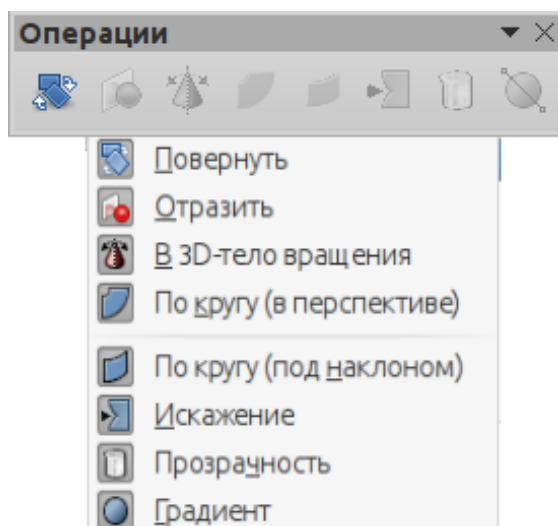 Операции
Повернуть
Отразить
В 3D-тело вращения
По кругу (в перспективе)
По кругу (под наклоном)
Искажение
Прозрачность
Градиент